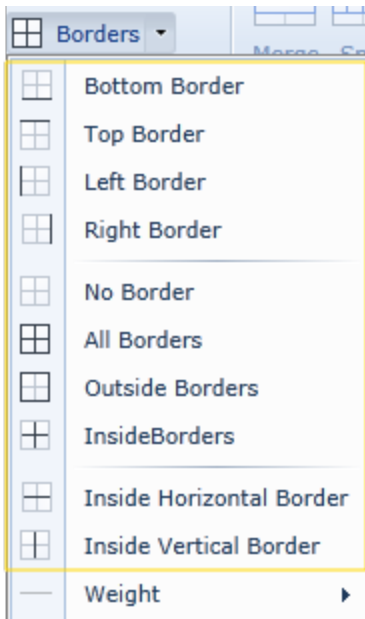 Borders
Merge
Bottom Border
Top Border
Left Border
Right Border
No Border
All Borders
Outside Borders
InsideBorders
Inside Horizontal Border
Inside Vertical Border
Weight